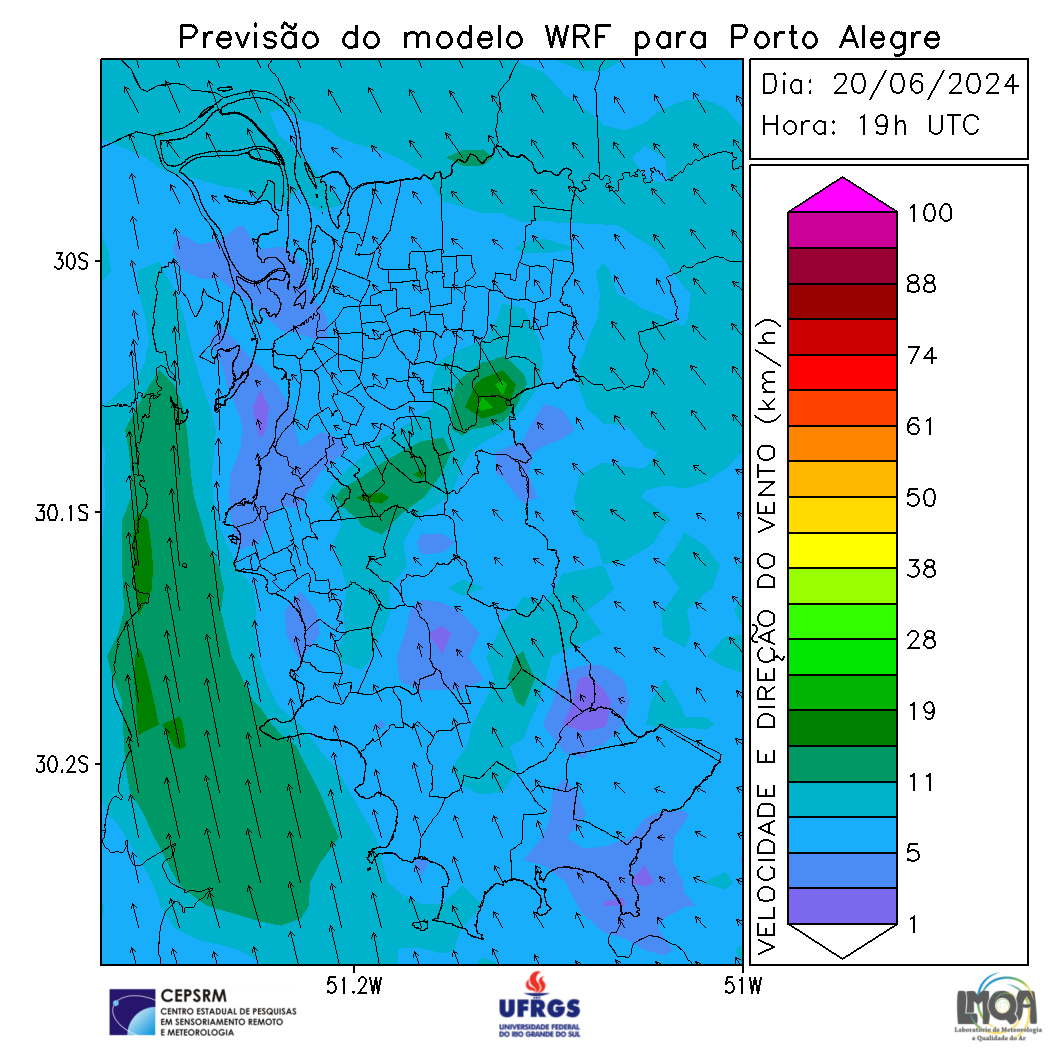 Previsão do modelo WRF para Porto Alegre
Dia: 20/06/2024
Hora: 19h UTC
100
88
74
61
50
38
28
19
11
5
1
VELOCIDADE E DIREÇÃO DO VENTO (km/h)
30S
30.1S
30.2S
51.2W
51W
CEPSRM
CENTRO ESTADUAL DE PESQUISAS
EM SENSORIAMENTO REMOTO
E METEOROLOGIA
UFRGS
UNIVERSIDADE FEDERAL
DO RIO GRANDE DO SUL
LMQA
Laboratório de Meteorologia
e Qualidade do Ar